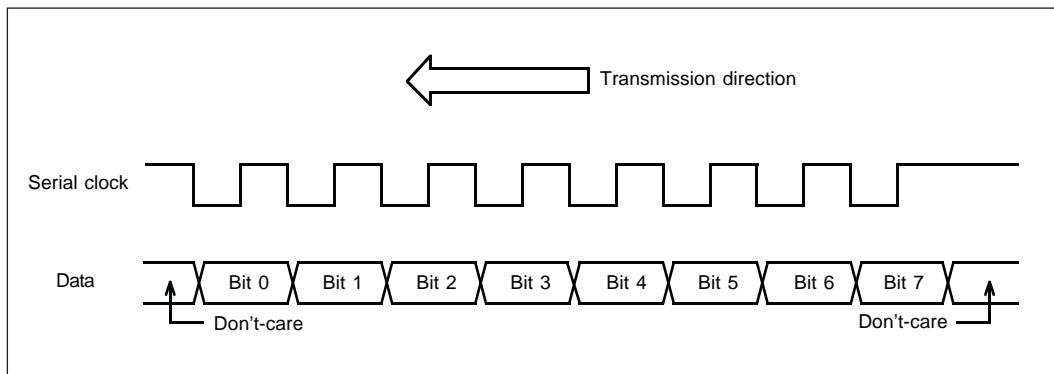 Transmission direction
Serial clock
Data
Bit 0 Bit 1 Bit 2 Bit 3 Bit 4 Bit 5 Bit 6 Bit 7
Don't-care Don't-care